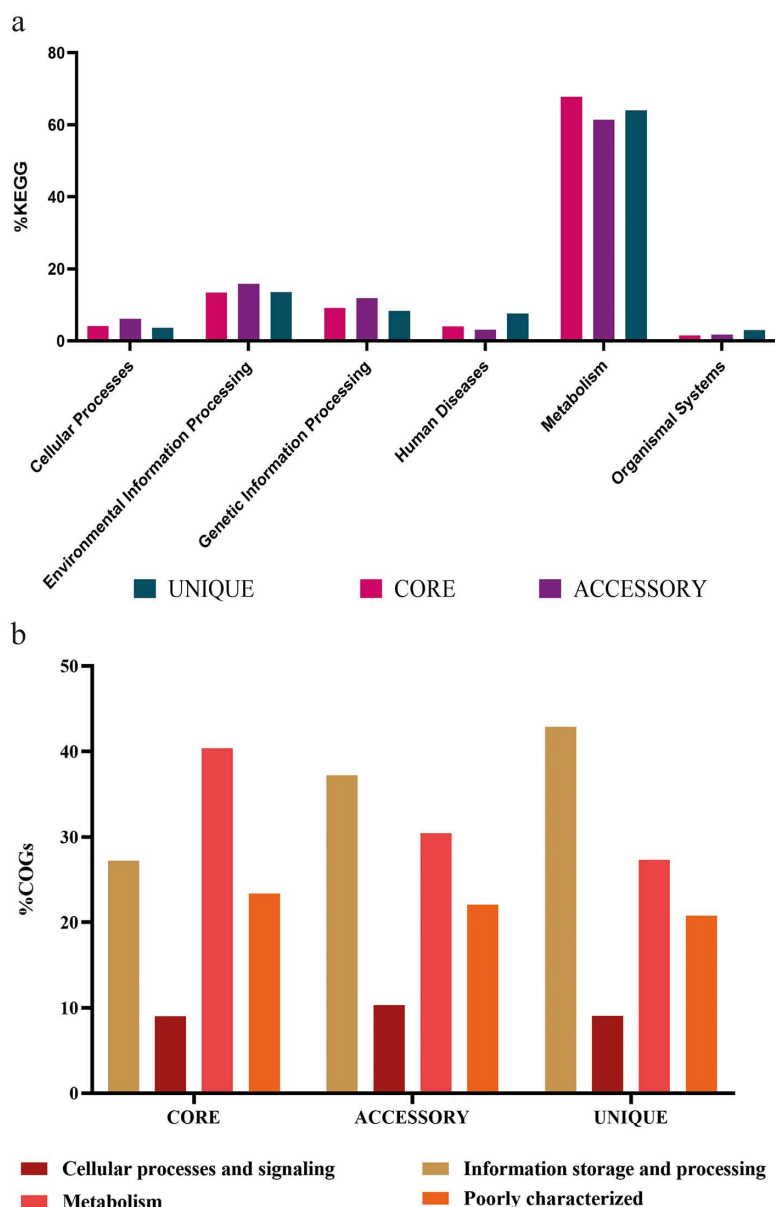 a
80
60
40
20
0
%KEGG
Cellular Processes
Environmental Information Processing
Genetic Information Processing
Human Diseases
Metabolism
Organismal Systems
UNIQUE CORE ACCESSORY
b
50
40
30
20
10
0
%COGs
CORE ACCESSORY UNIQUE
Cellular processes and signaling Information storage and processing
Metabolism Poorly characterized